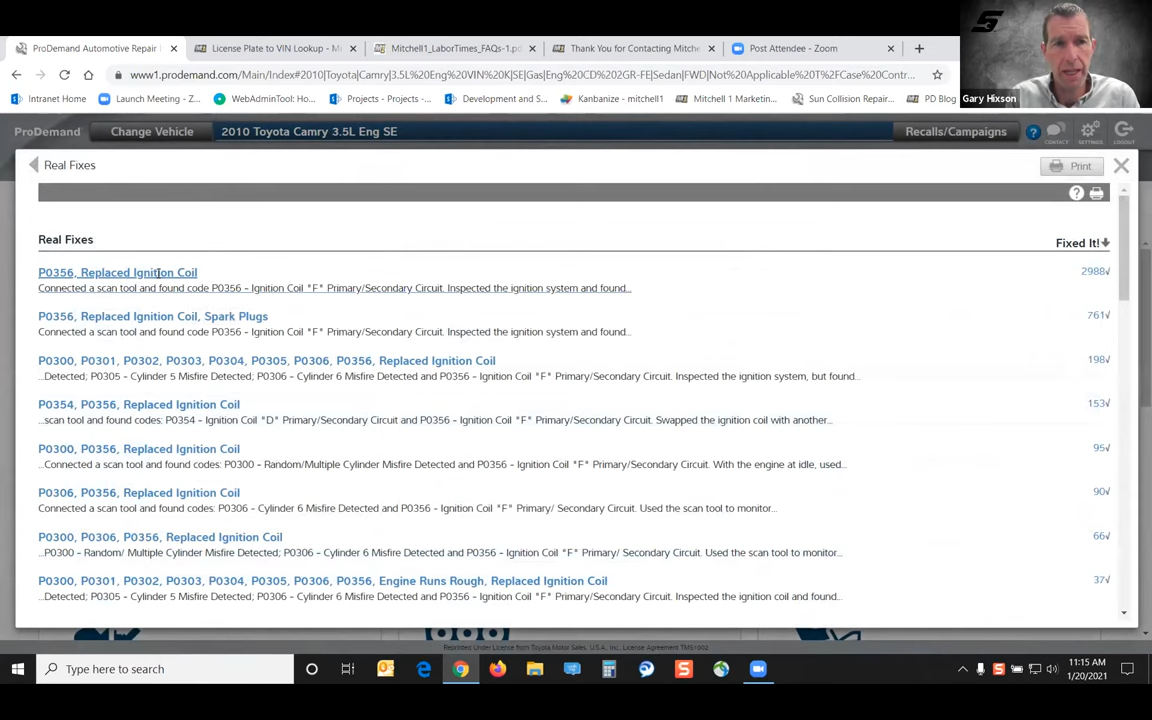 ProDemand Automotive Repair
License Plate to VIN Lookup - M
Mitchell1_LaborTimes_FAQs-1.p
Thank You for Contacting Mitche
Post Attendee - Zoom
www1.prodemand.com/Main/Index#2010|Toyota|Camry|3.5L%20Eng%20VIN%20K|SE|Gas|Eng%20CD%202GR-FE|Sedan|FWD|Not%20Applicable%20T%2FCase%20Contr...
Intranet Home
Launch Meeting - Z...
WebAdminTool: Ho...
Projects - Projects -...
Development and S...
Kanbanize - mitchell1
Mitchell 1 Marketin...
Sun Collision Repair...
PD Blog
Gary Hixson
ProDemand
Change Vehicle
2010 Toyota Camry 3.5L Eng SE
Recalls/Campaigns
?
CONTACT
SETTINGS
LOGOUT
Real Fixes
Print
?
Real Fixes
Fixed It!
P0356, Replaced Ignition Coil
2988√
Connected a scan tool and found code P0356 - Ignition Coil "F" Primary/Secondary Circuit. Inspected the ignition system and found...
P0356, Replaced Ignition Coil, Spark Plugs
761√
Connected a scan tool and found code P0356 - Ignition Coil "F" Primary/Secondary Circuit. Inspected the ignition system and found...
P0300, P0301, P0302, P0303, P0304, P0305, P0306, P0356, Replaced Ignition Coil
198√
...Detected; P0305 - Cylinder 5 Misfire Detected; P0306 - Cylinder 6 Misfire Detected and P0356 - Ignition Coil "F" Primary/Secondary Circuit. Inspected the ignition system, but found...
P0354, P0356, Replaced Ignition Coil
153√
...scan tool and found codes: P0354 - Ignition Coil "D" Primary/Secondary Circuit and P0356 - Ignition Coil "F" Primary/Secondary Circuit. Swapped the ignition coil with another...
P0300, P0356, Replaced Ignition Coil
95√
...Connected a scan tool and found codes: P0300 - Random/Multiple Cylinder Misfire Detected and P0356 - Ignition Coil "F" Primary/Secondary Circuit. With the engine at idle, used...
P0306, P0356, Replaced Ignition Coil
90√
Connected a scan tool and found codes: P0306 - Cylinder 6 Misfire Detected and P0356 - Ignition Coil "F" Primary/ Secondary Circuit. Used the scan tool to monitor...
P0300, P0306, P0356, Replaced Ignition Coil
66√
...P0300 - Random/ Multiple Cylinder Misfire Detected; P0306 - Cylinder 6 Misfire Detected and P0356 - Ignition Coil "F" Primary/ Secondary Circuit. Used the scan tool to monitor...
P0300, P0301, P0302, P0303, P0304, P0305, P0306, P0356, Engine Runs Rough, Replaced Ignition Coil
37√
...Detected; P0305 - Cylinder 5 Misfire Detected; P0306 - Cylinder 6 Misfire Detected and P0356 - Ignition Coil "F" Primary/Secondary Circuit. Inspected the ignition coil and found...
Reprinted Under License from Toyota Motor Sales, U.S.A., Inc. License Agreement TMS1002
Type here to search
11:15 AM
1/20/2021